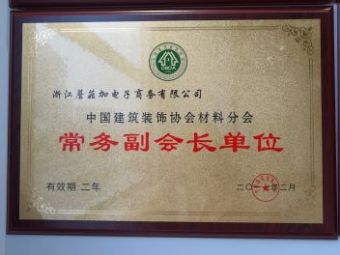 浙江蘑菇加电子商务有限公司
中国建筑装饰协会材料分会
常务副会长单位
有效期 二年
二〇一七年二月